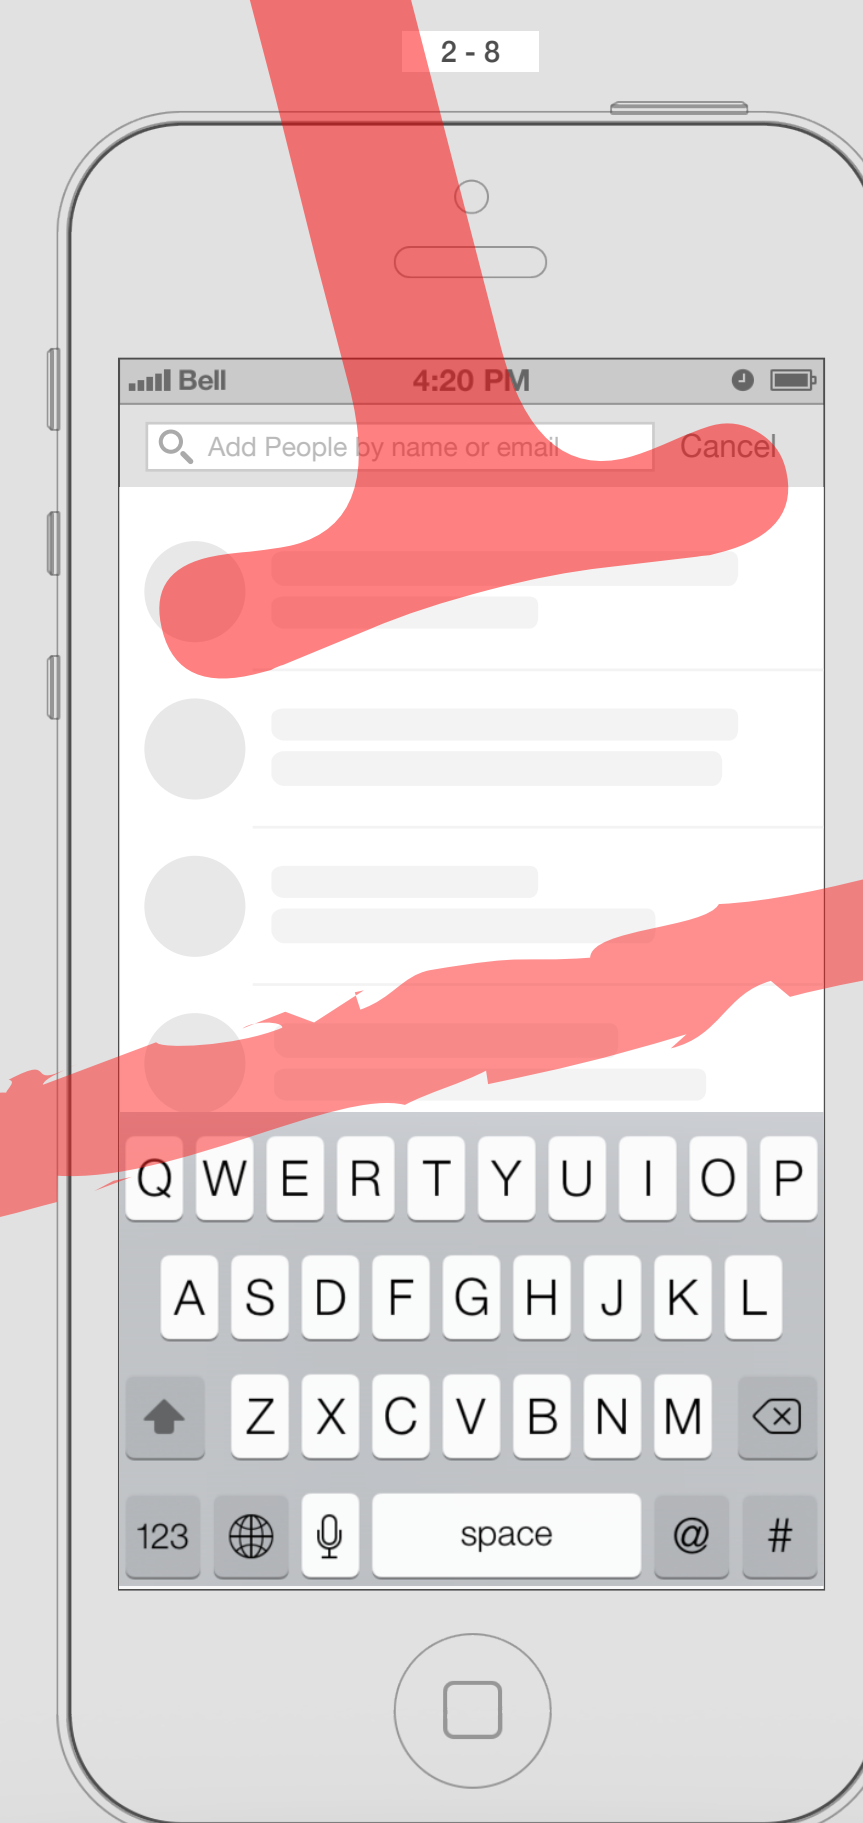 2 - 8
Bell 4:20 PM
Add People by name or email Cancel
Q W E R T Y U I O P
A S D F G H J K L
Z X C V B N M
123 space @ #